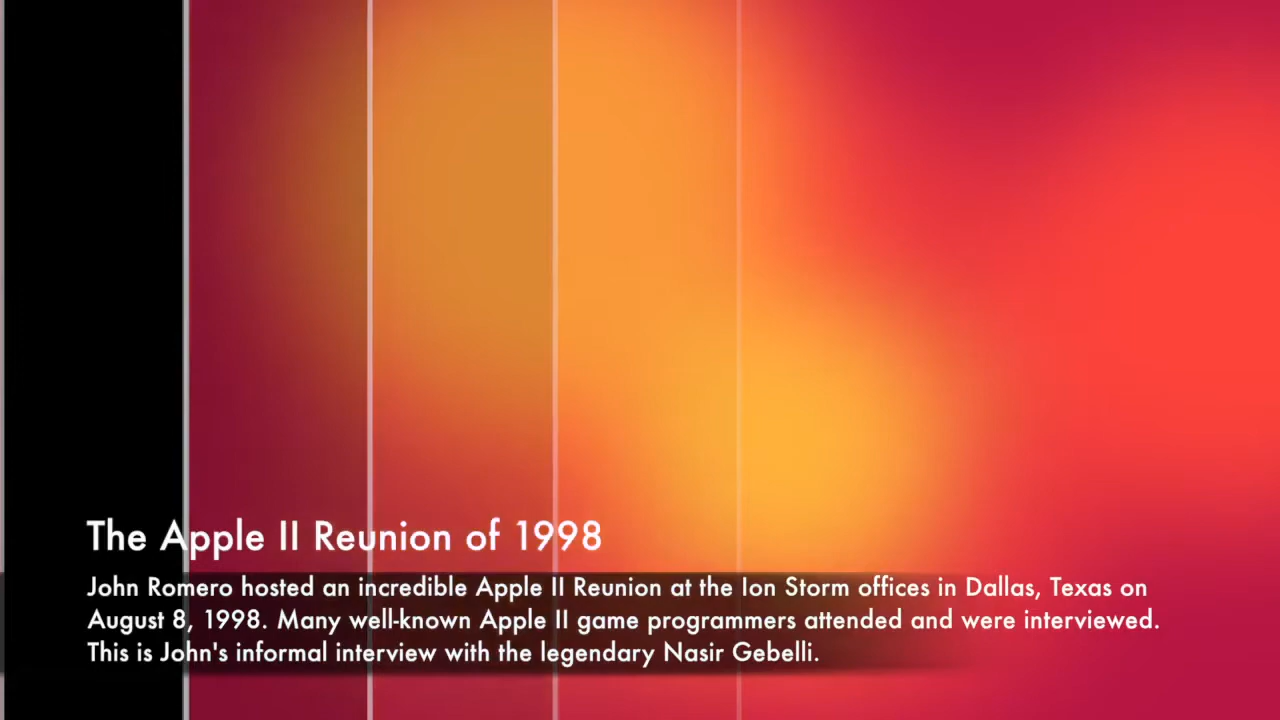 The Apple II Reunion of 1998
John Romero hosted an incredible Apple II Reunion at the Ion Storm offices in Dallas, Texas on
August 8, 1998. Many well-known Apple II game programmers attended and were interviewed.
This is John's informal interview with the legendary Nasir Gebelli.